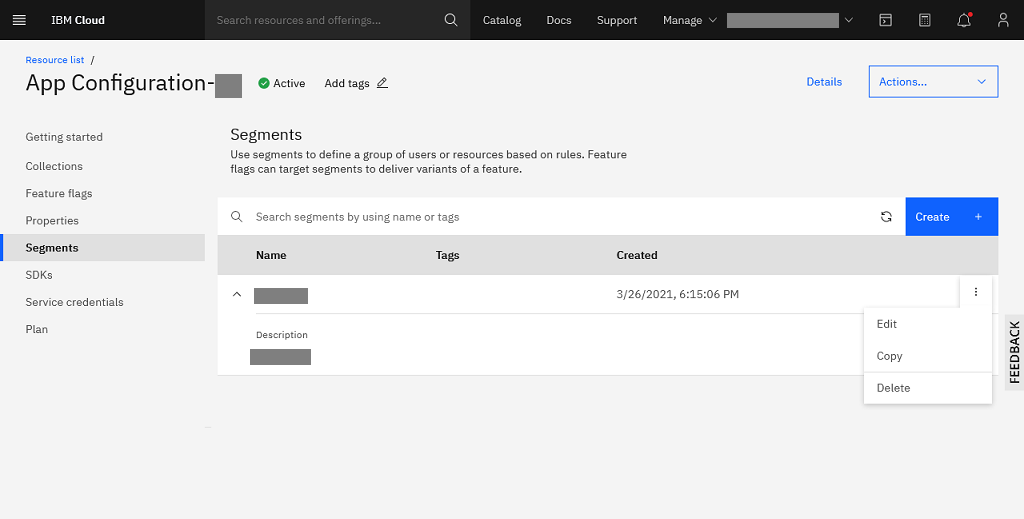 IBM Cloud
Search resources and offerings...
Catalog
Docs
Support
Manage
Resource list /
App Configuration-
Active
Add tags
Details
Actions...
Getting started
Collections
Feature flags
Properties
Segments
SDKs
Service credentials
Plan
Segments
Use segments to define a group of users or resources based on rules. Feature
flags can target segments to deliver variants of a feature.
Search segments by using name or tags
Create +
Name Tags Created
3/26/2021, 6:15:06 PM
Description
Edit
Copy
Delete
FEEDBACK